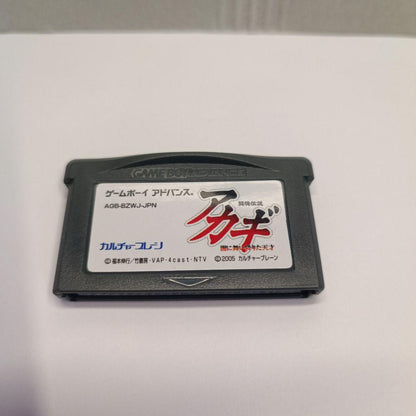 GAME BOY ADVANCE
ゲームボーイ アドバンス
AGB-BZWJ-JPN
闘牌伝説
アカギ
闇に舞い降りた天才
カルチャーブレーン
© 福本伸行／竹書房・VAP・4cast・NTV
© 2005 カルチャーブレーン